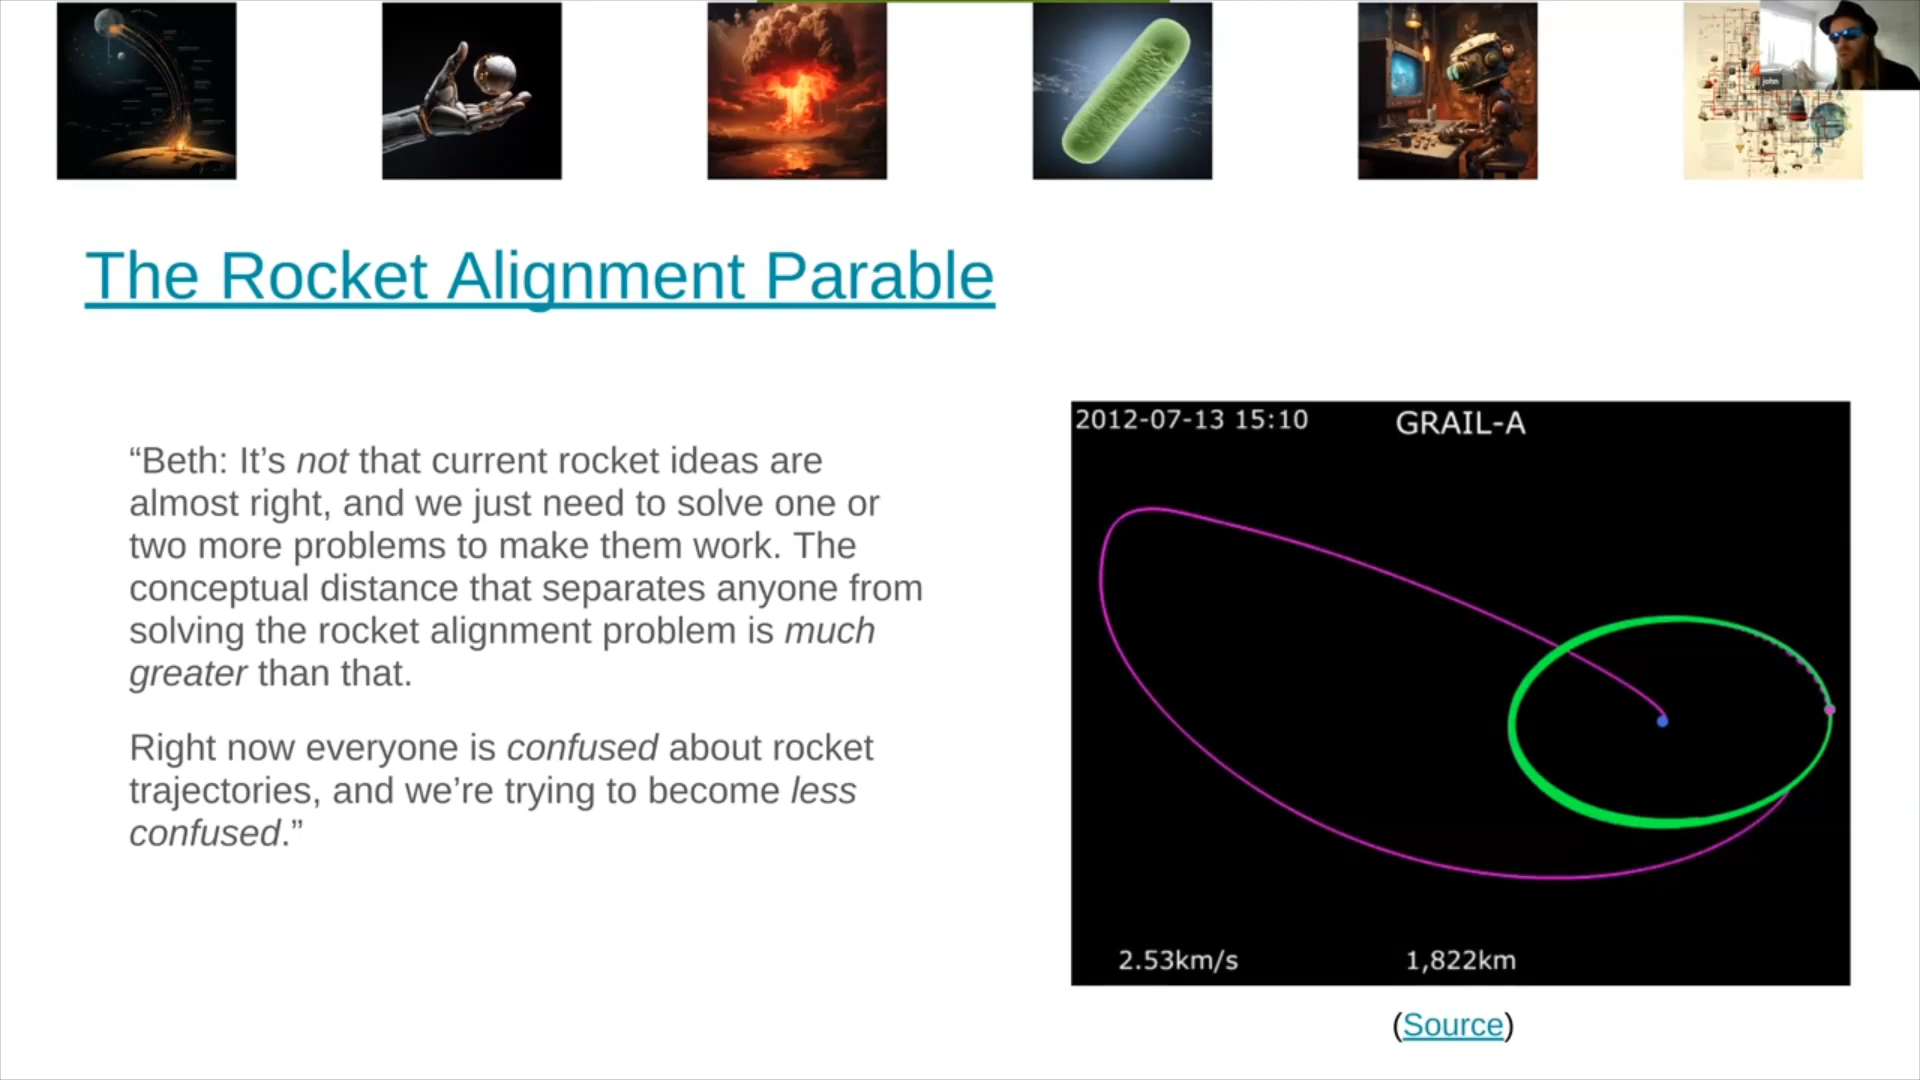 john
The Rocket Alignment Parable
“Beth: It’s not that current rocket ideas are
almost right, and we just need to solve one or
two more problems to make them work. The
conceptual distance that separates anyone from
solving the rocket alignment problem is much
greater than that.
Right now everyone is confused about rocket
trajectories, and we’re trying to become less
confused.”
2012-07-13 15:10 GRAIL-A
2.53km/s 1,822km
(Source)